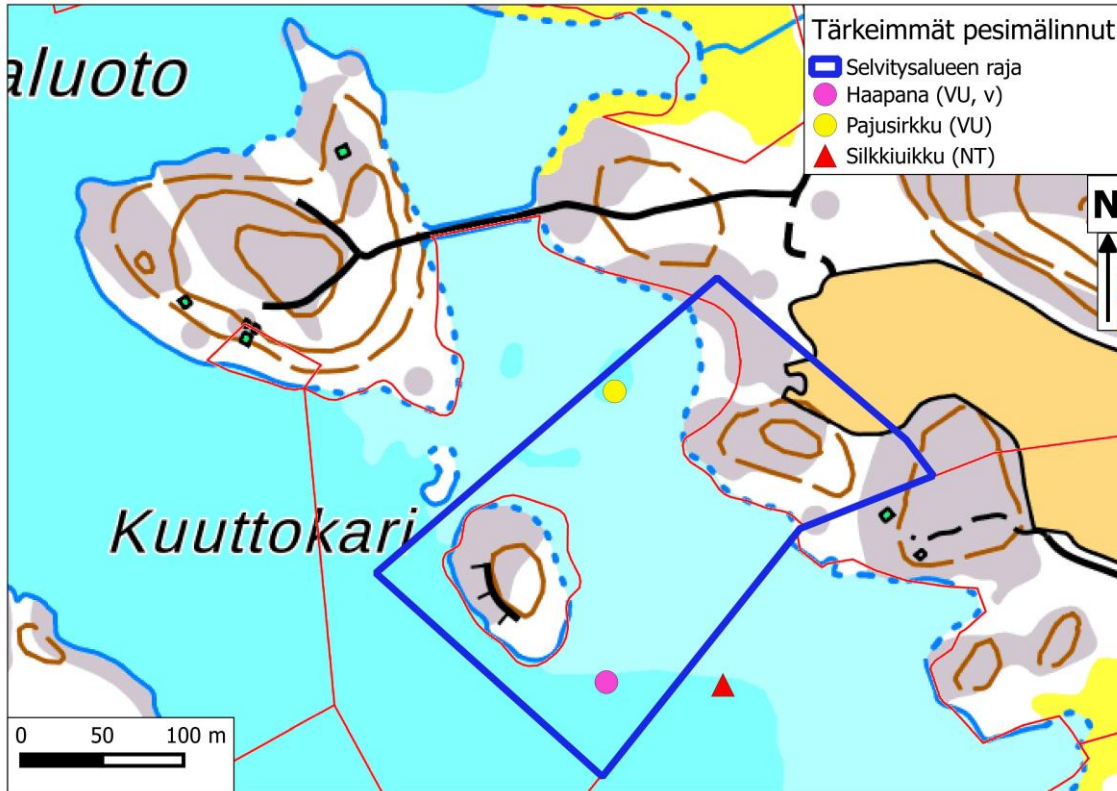 aluoto
Tärkeimmät pesimälinnut
Selvitysalueen raja
Haapana (VU, v)
Pajusirkku (VU)
Silkkiuikku (NT)
N
Kuuttokari
0 50 100 m